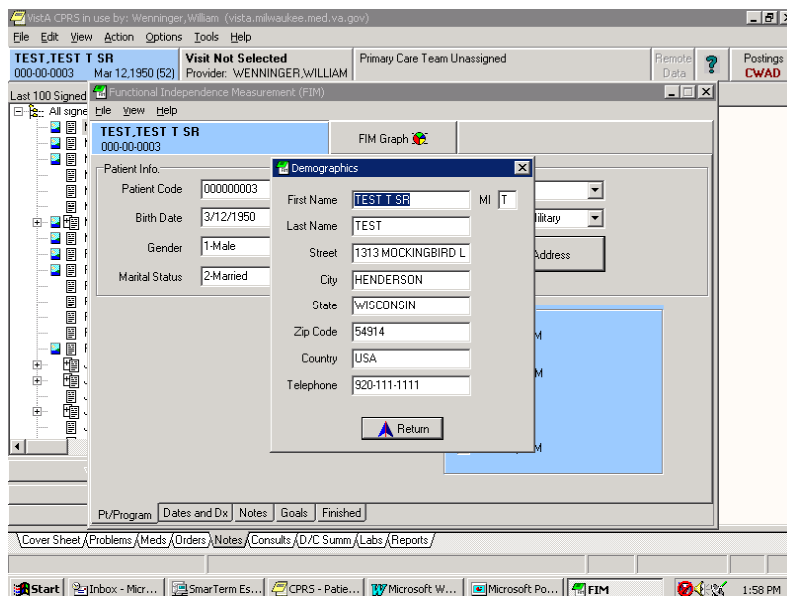 VistA CPRS in use by: Wenninger,William (vista.milwaukee.med.va.gov)
File Edit View Action Options Tools Help
TEST,TEST T SR
000-00-0003 Mar 12,1950 (52)
Visit Not Selected
Provider: WENNINGER,WILLIAM
Primary Care Team Unassigned
Remote
Data
?
Postings
CWAD
Last 100 Signed
All signe
Functional Independence Measurement (FIM)
File View Help
TEST,TEST T SR
000-00-0003
FIM Graph
Patient Info.
Patient Code 000000003
Birth Date 3/12/1950
Gender 1-Male
Marital Status 2-Married
ilitary
Address
M
M
M
Demographics
First Name TEST T SR MI T
Last Name TEST
Street 1313 MOCKINGBIRD L
City HENDERSON
State WISCONSIN
Zip Code 54914
Country USA
Telephone 920-111-1111
Return
Pt/Program Dates and Dx Notes Goals Finished
Cover Sheet Problems Meds Orders Notes Consults D/C Summ Labs Reports
Start Inbox - Micr... SmarTerm Es... CPRS - Patie... Microsoft W... Microsoft Po... FIM 1:58 PM